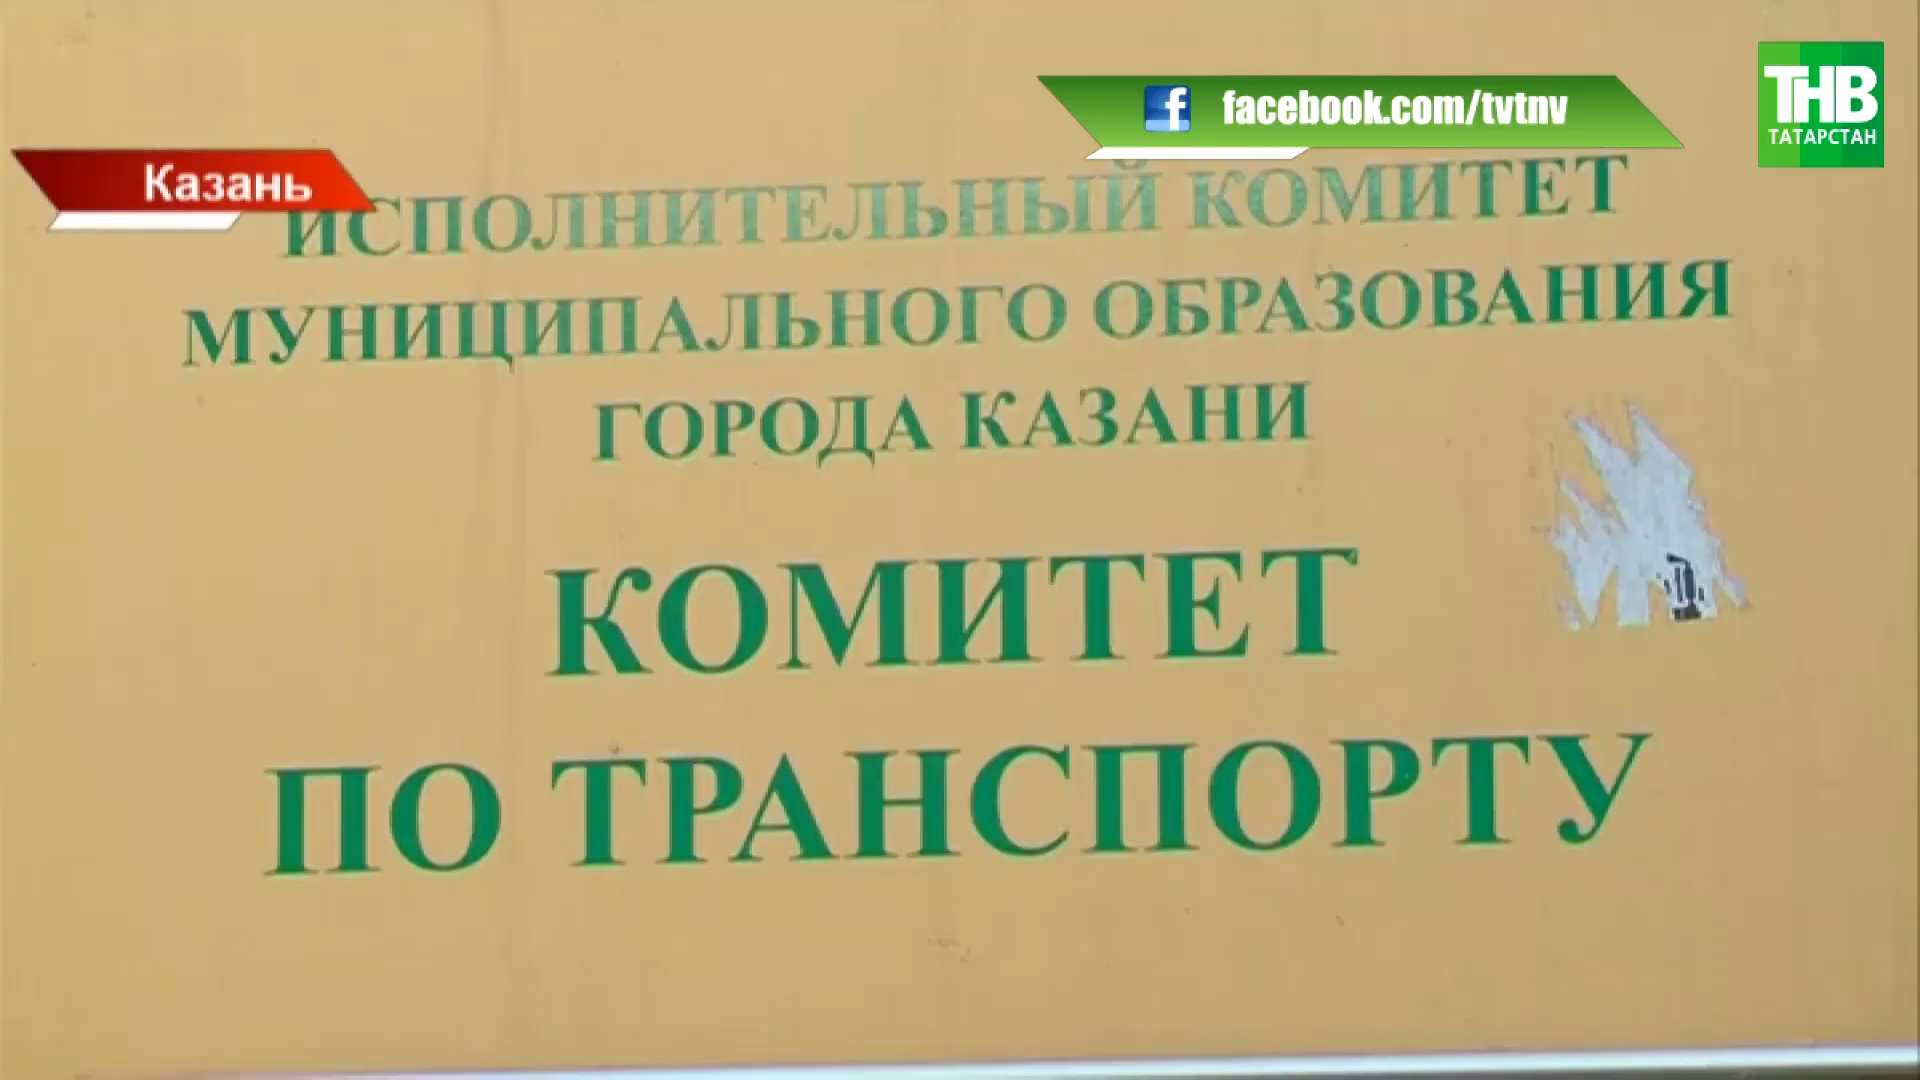 facebook.com/tvtnv
ТНВ
ТАТАРСТАН
Казань
ИСПОЛНИТЕЛЬНЫЙ КОМИТЕТ
МУНИЦИПАЛЬНОГО ОБРАЗОВАНИЯ
ГОРОДА КАЗАНИ
КОМИТЕТ
ПО ТРАНСПОРТУ